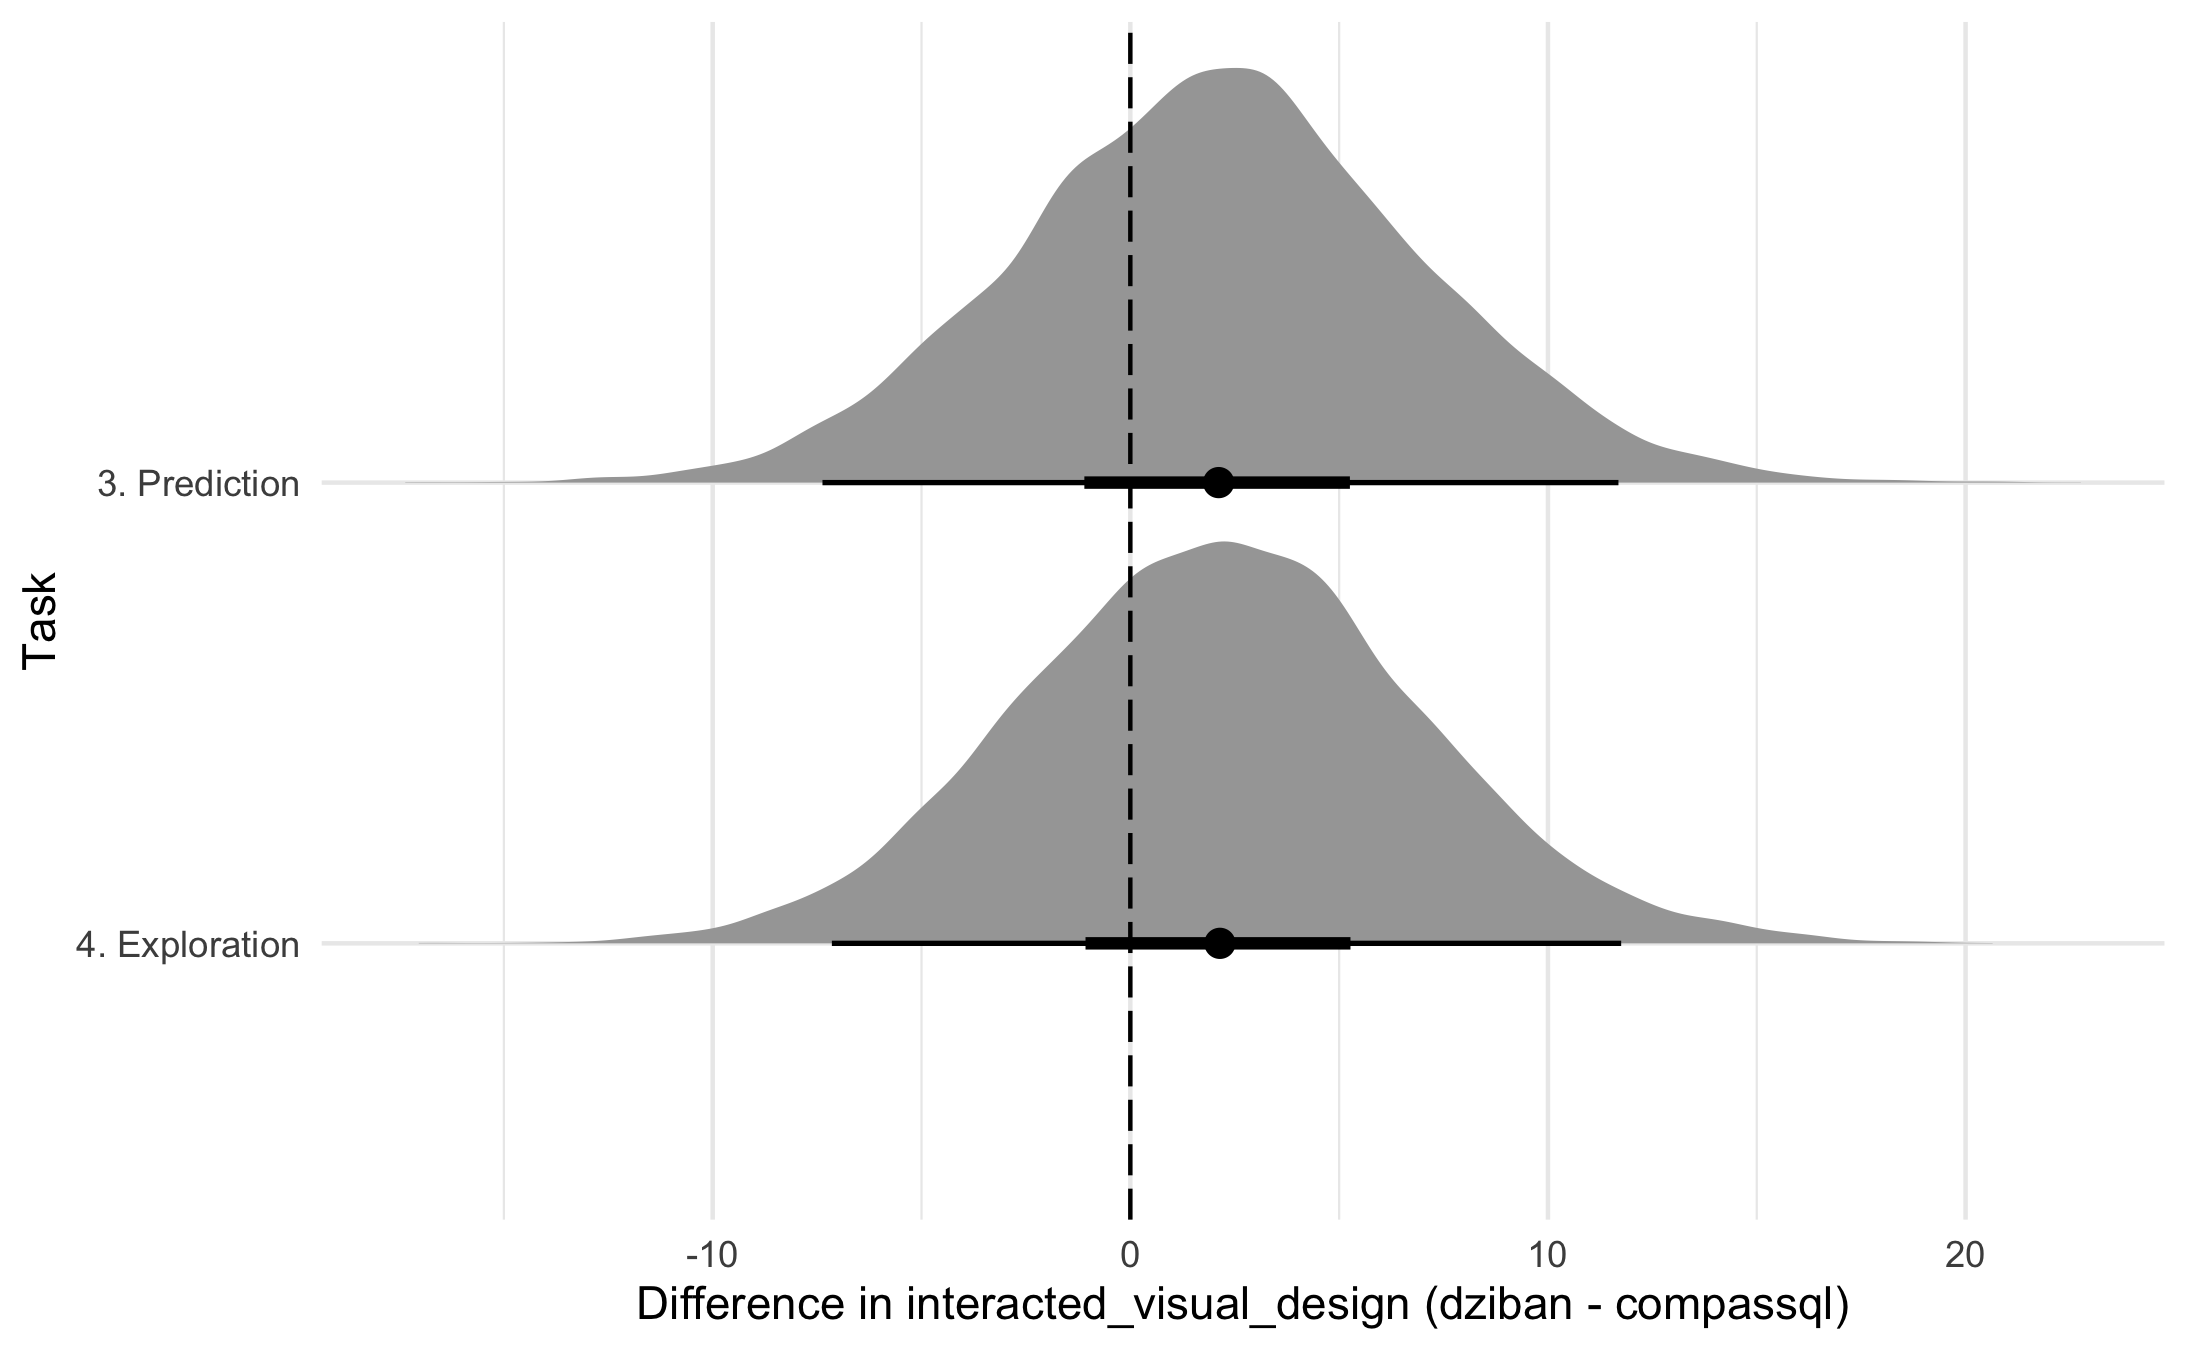 3. Prediction
Task
4. Exploration
-10 0 10 20
Difference in interacted_visual_design (dziban - compassql)